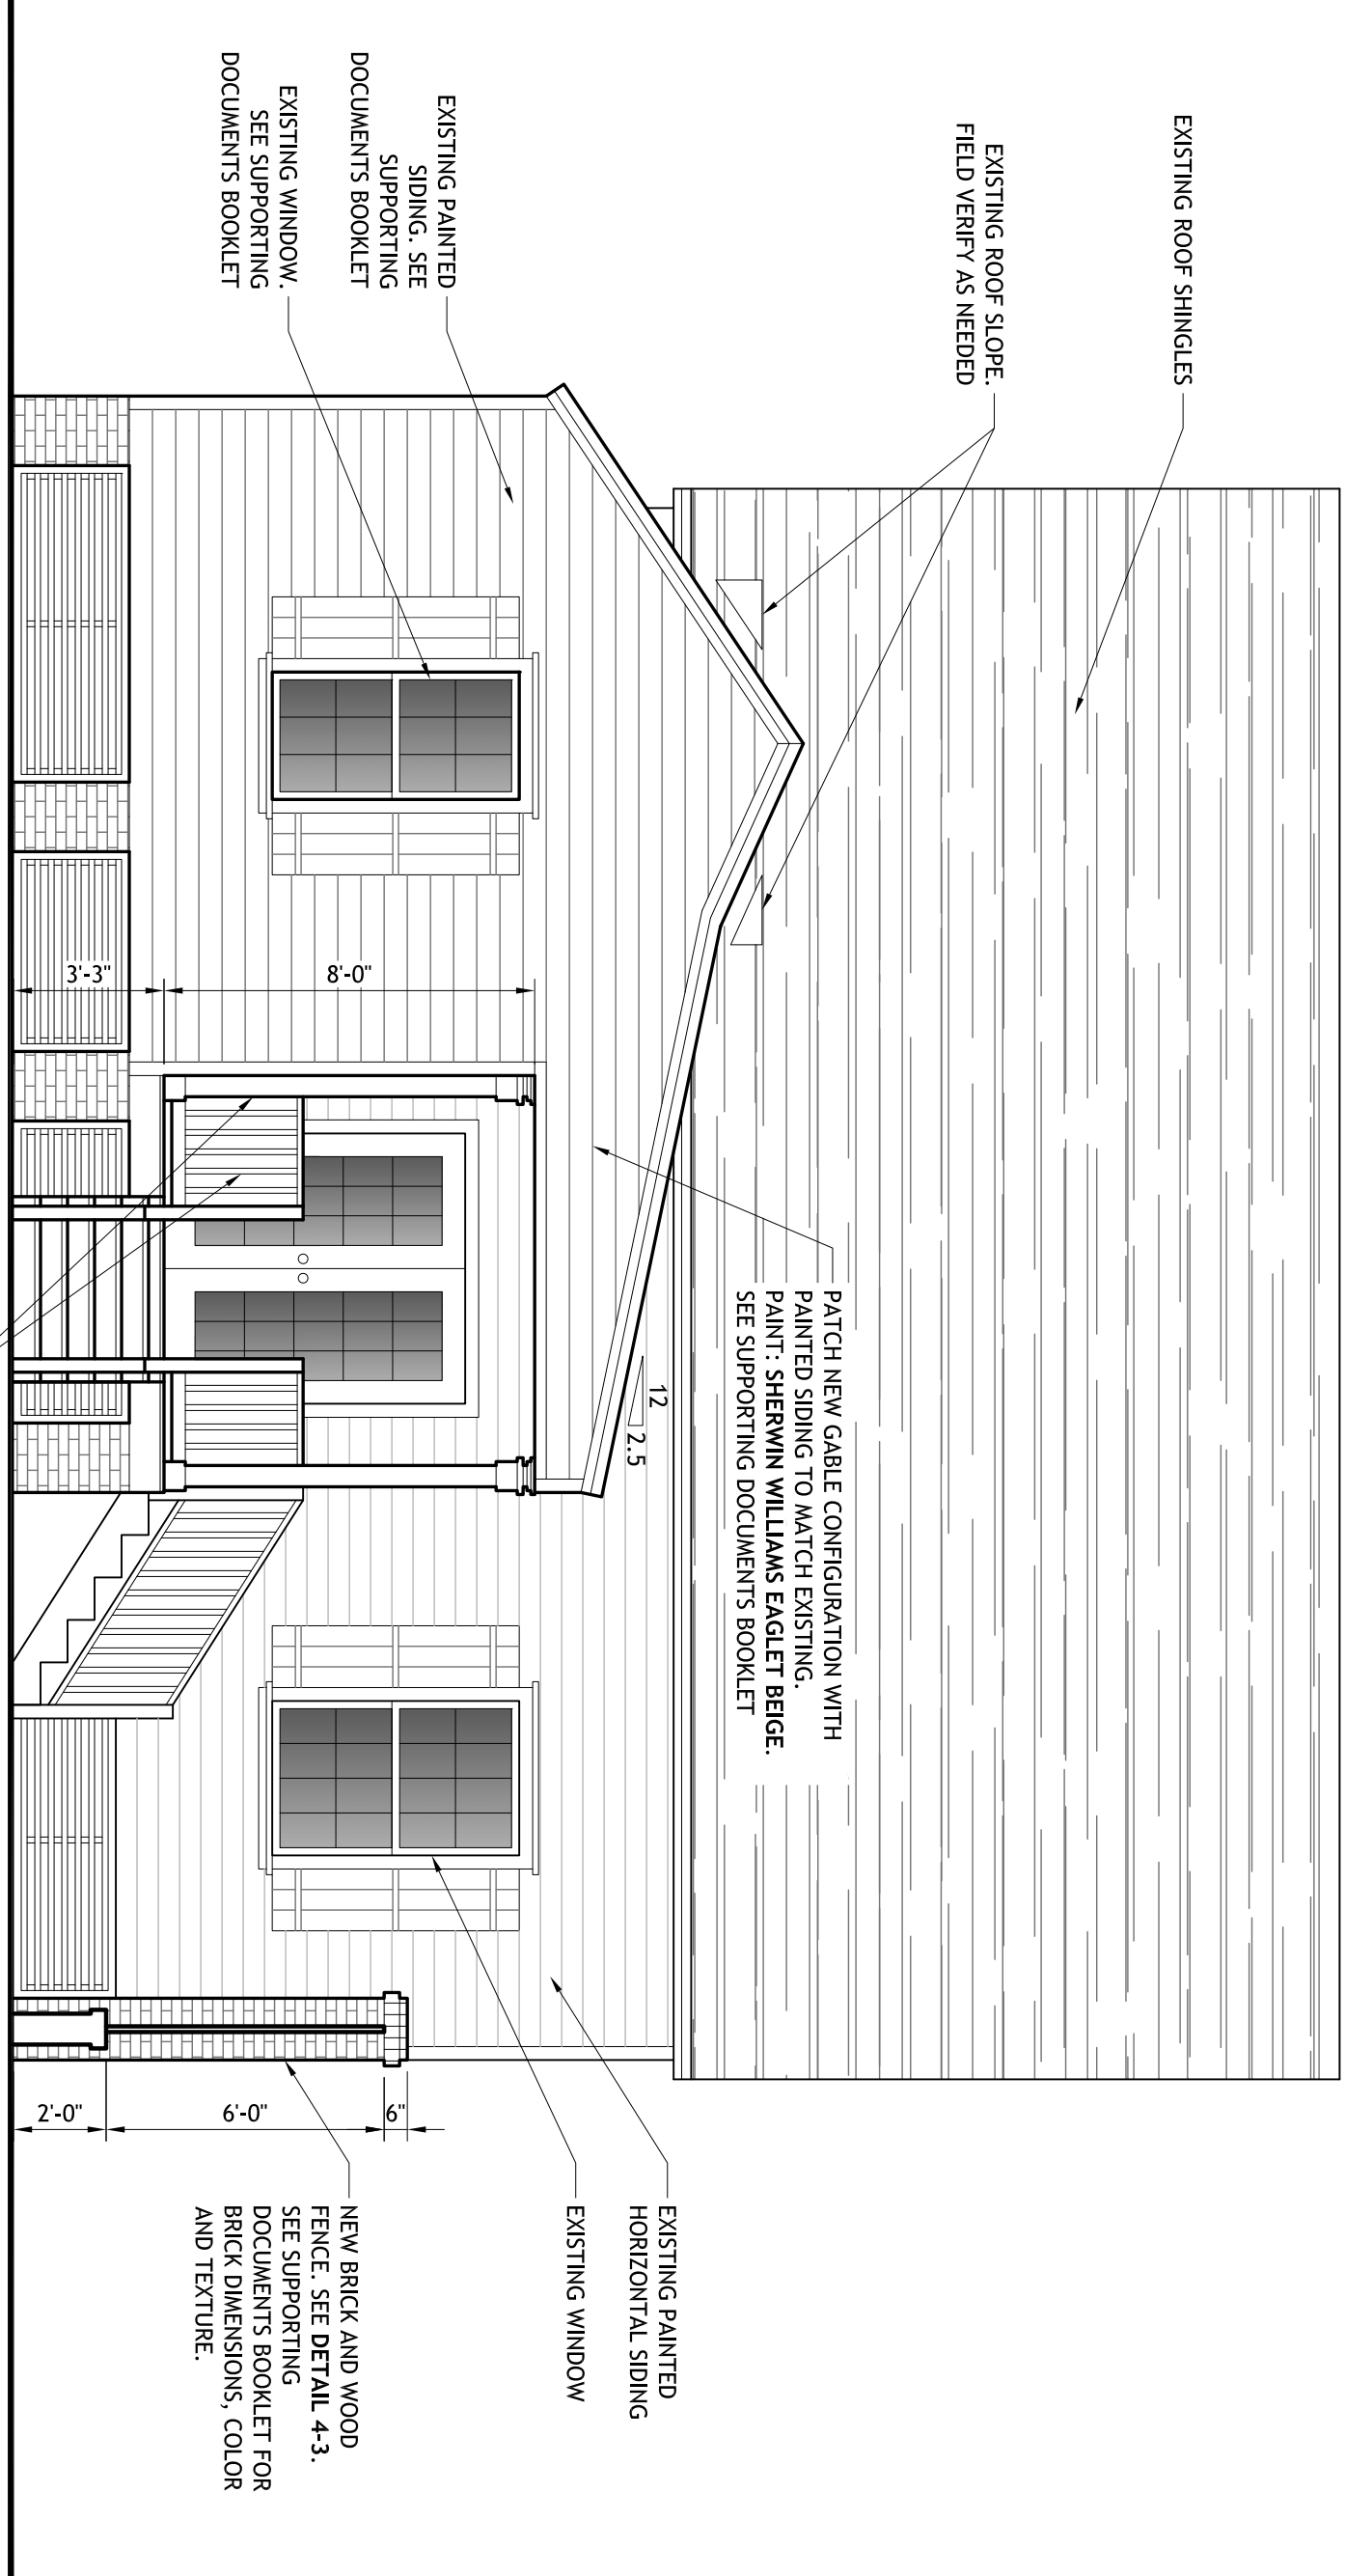 EXISTING ROOF SHINGLES
EXISTING ROOF SLOPE.
FIELD VERIFY AS NEEDED
EXISTING PAINTED
SIDING. SEE
SUPPORTING
DOCUMENTS BOOKLET
EXISTING WINDOW.
SEE SUPPORTING
DOCUMENTS BOOKLET
3'-3"
8'-0"
PATCH NEW GABLE CONFIGURATION WITH
PAINTED SIDING TO MATCH EXISTING.
PAINT: SHERWIN WILLIAMS EAGLET BEIGE.
SEE SUPPORTING DOCUMENTS BOOKLET
12
2.5
6"
6'-0"
2'-0"
EXISTING PAINTED
HORIZONTAL SIDING
EXISTING WINDOW
NEW BRICK AND WOOD
FENCE. SEE DETAIL 4-3.
SEE SUPPORTING
DOCUMENTS BOOKLET FOR
BRICK DIMENSIONS, COLOR
AND TEXTURE.